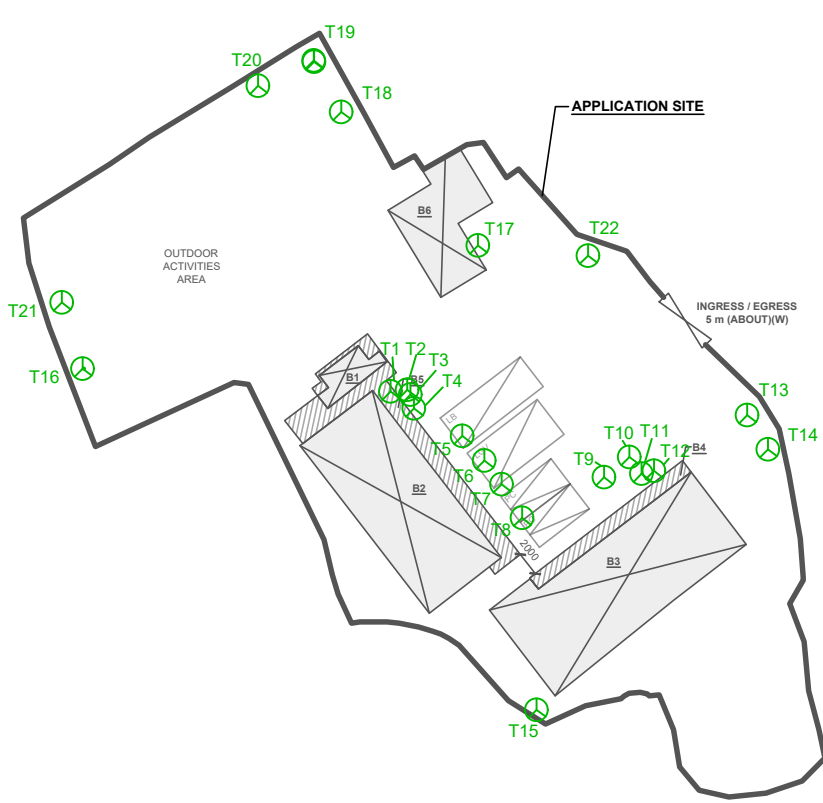 T19
T20
T18
APPLICATION SITE
B6
T17
T22
OUTDOOR
ACTIVITIES
AREA
T21
INGRESS / EGRESS
5 m (ABOUT)(W)
T16
T1
T2
T3
B1
B5
T4
T13
LB
T5
T14
T10
T11
B4
T9
T12
T6
B2
T7
T8
2000
B3
T15